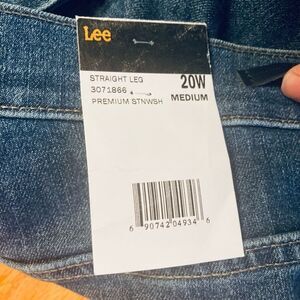 Lee
STRAIGHT LEG 20W
3071866 MEDIUM
PREMIUM STNWSH
6 90742 04934 6